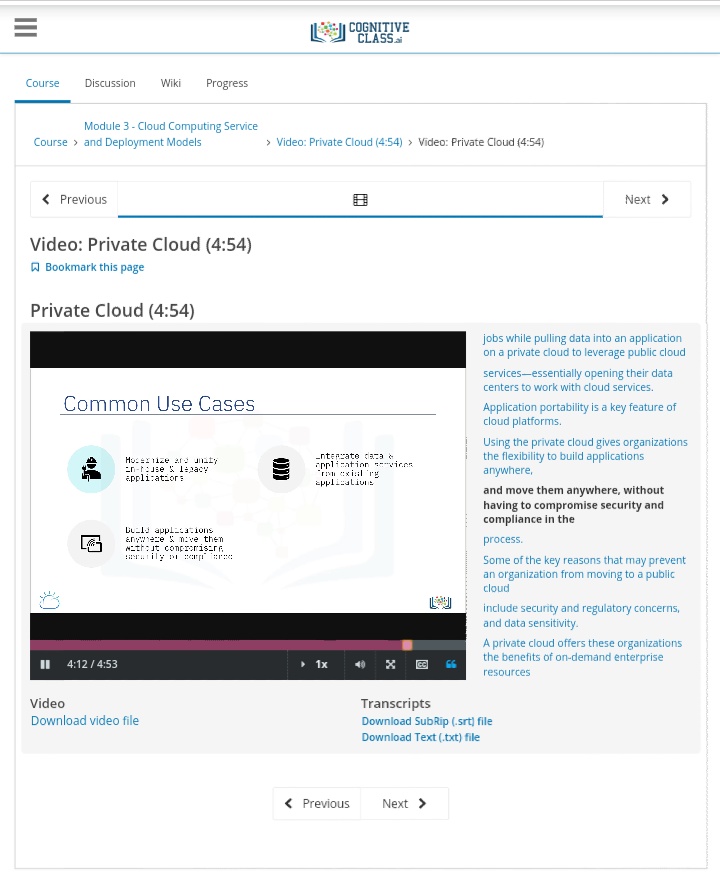 COGNITIVE
CLASS.ai
Course
Discussion
Wiki
Progress
Course > Module 3 - Cloud Computing Service
and Deployment Models > Video: Private Cloud (4:54) > Video: Private Cloud (4:54)
Previous
Next
Video: Private Cloud (4:54)
Bookmark this page
Private Cloud (4:54)
Common Use Cases
Modernize and unify
in-house & legacy
applications
Integrate data &
application services
from existing
applications
Build applications
anywhere & move them
without compromising
security or compliance
4:12 / 4:53
1x
jobs while pulling data into an application
on a private cloud to leverage public cloud
services—essentially opening their data
centers to work with cloud services.
Application portability is a key feature of
cloud platforms.
Using the private cloud gives organizations
the flexibility to build applications
anywhere,
and move them anywhere, without
having to compromise security and
compliance in the
process.
Some of the key reasons that may prevent
an organization from moving to a public
cloud
include security and regulatory concerns,
and data sensitivity.
A private cloud offers these organizations
the benefits of on-demand enterprise
resources
Video
Download video file
Transcripts
Download SubRip (.srt) file
Download Text (.txt) file
Previous
Next